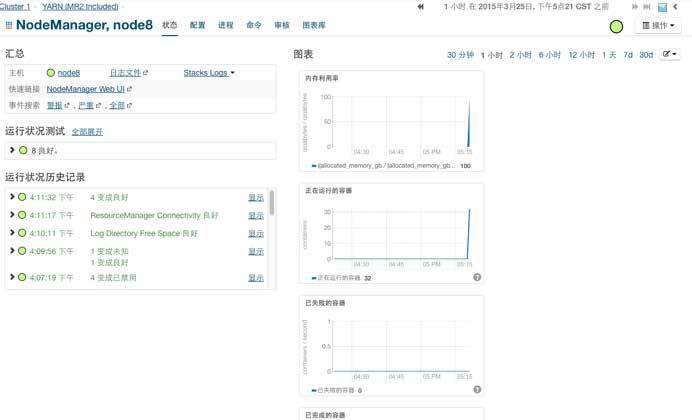 Cluster 1 YARN (MR2 Included)
1 小时 在 2015年3月25日, 下午5点21 CST 之前
NodeManager, node8 状态 配置 进程 命令 审核 图表库
操作
汇总
主机 node8 日志文件 Stacks Logs
快速链接 NodeManager Web UI
事件搜索 警报 , 严重 , 全部
运行状况测试 全部展开
8 良好。
运行状况历史记录
4:11:32 下午 4 变成良好 显示
4:11:17 下午 ResourceManager Connectivity 良好 显示
4:10:11 下午 Log Directory Free Space 良好 显示
4:09:56 下午 1 变成未知 显示
1 变成良好
4:07:19 下午 4 变成已禁用 显示
图表
30 分钟 1 小时 2 小时 6 小时 12 小时 1 天 7d 30d
内存利用率
gigabytes / gigabytes
100
50
0
04:30 04:45 05 PM 05:15
(allocated_memory_gb / (allocated_memory_gb... 100
正在运行的容器
containers
30
20
10
0
04:30 04:45 05 PM 05:15
正在运行的容器 32
已失败的容器
containers / second
1
0.5
0
04:30 04:45 05 PM 05:15
已失败的容器 0
已完成的容器